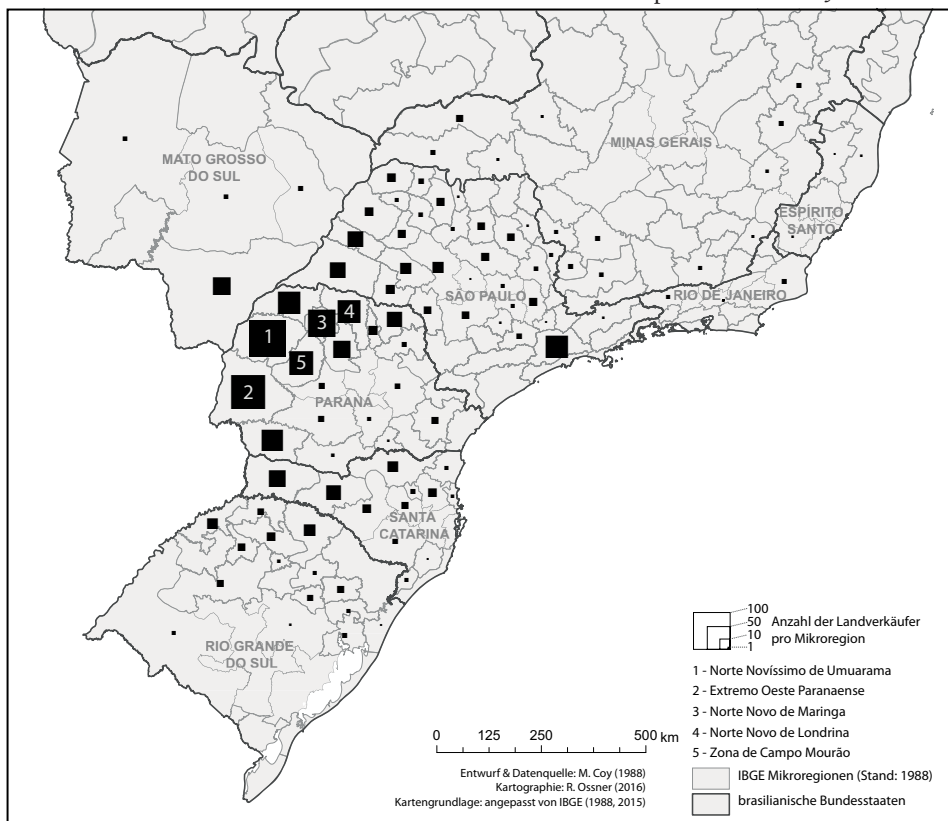 MATO GROSSO
DO SUL
MINAS GERAIS
ESPÍRITO
SANTO
SÃO PAULO
RIO DE JANEIRO
4
3
1
5
2
PARANÁ
SANTA
CATARINA
RIO GRANDE
DO SUL
100
50
10
1
Anzahl der Landverkäufer
pro Mikroregion
1 - Norte Novíssimo de Umuarama
2 - Extremo Oeste Paranaense
3 - Norte Novo de Maringa
4 - Norte Novo de Londrina
5 - Zona de Campo Mourão
IBGE Mikroregionen (Stand: 1988)
brasilianische Bundesstaaten
0 125 250 500 km
Entwurf & Datenquelle: M. Coy (1988)
Kartographie: R. Ossner (2016)
Kartengrundlage: angepasst von IBGE (1988, 2015)